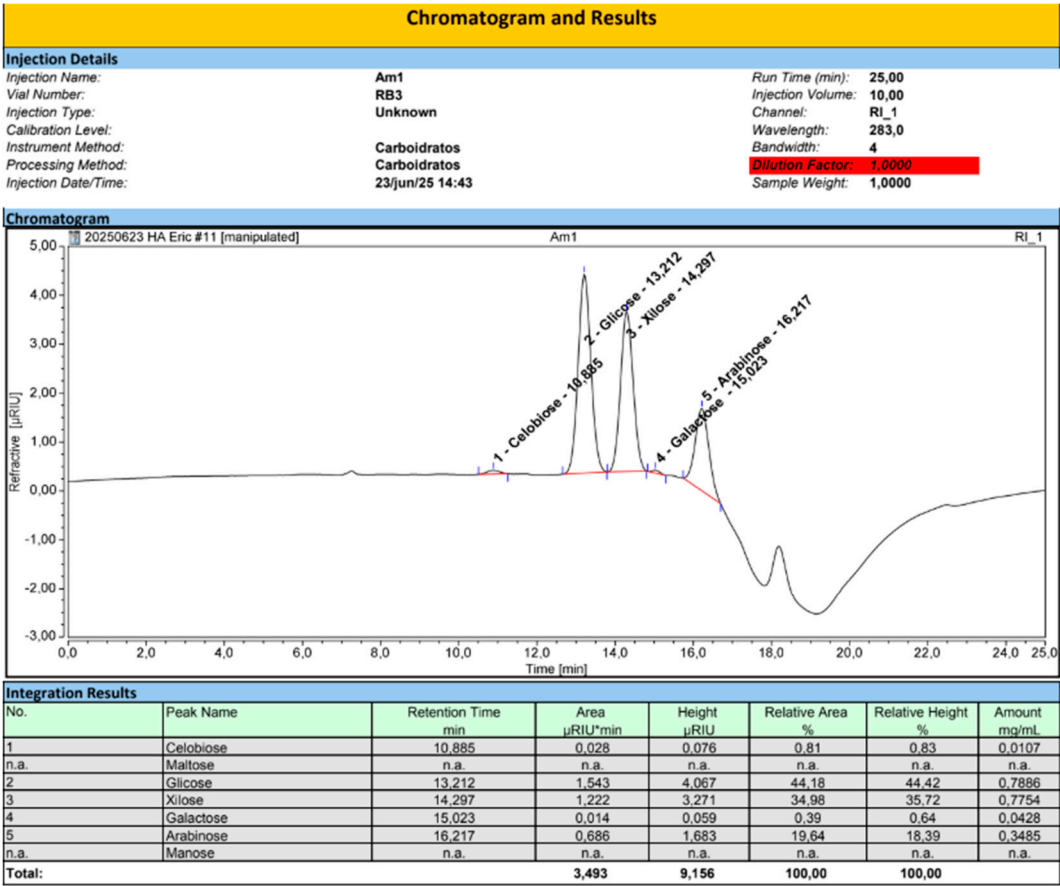 Chromatogram and Results
Injection Details
Injection Name: Am1 Run Time (min): 25,00
Vial Number: RB3 Injection Volume: 10,00
Injection Type: Unknown Channel: RI_1
Calibration Level: Wavelength: 283,0
Instrument Method: Carboidratos Bandwidth: 4
Processing Method: Carboidratos Dilution Factor: 1,0000
Injection Date/Time: 23/jun/25 14:43 Sample Weight: 1,0000
Chromatogram
20250623 HA Eric #11 [manipulated] Am1 RI_1
Refractive [µRIU]
5,00
4,00
3,00
2,00
1,00
0,00
-1,00
-2,00
-3,00
1 - Celobiose - 10,885
2 - Glicose - 13,212
3 - Xilose - 14,297
4 - Galactose - 15,023
5 - Arabinose - 16,217
0,0 2,0 4,0 6,0 8,0 10,0 12,0 14,0 16,0 18,0 20,0 22,0 24,0 25,0
Time [min]
Integration Results
No. Peak Name Retention Time Area Height Relative Area Relative Height Amount
min µRIU*min µRIU % % mg/mL
1 Celobiose 10,885 0,028 0,076 0,81 0,83 0,0107
n.a. Maltose n.a. n.a. n.a. n.a. n.a. n.a.
2 Glicose 13,212 1,543 4,067 44,18 44,42 0,7886
3 Xilose 14,297 1,222 3,271 34,98 35,72 0,7754
4 Galactose 15,023 0,014 0,059 0,39 0,64 0,0428
5 Arabinose 16,217 0,686 1,683 19,64 18,39 0,3485
n.a. Manose n.a. n.a. n.a. n.a. n.a. n.a.
Total: 3,493 9,156 100,00 100,00